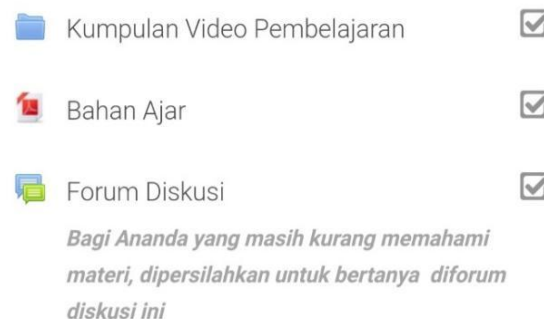 Kumpulan Video Pembelajaran
Bahan Ajar
Forum Diskusi
Bagi Ananda yang masih kurang memahami
materi, dipersilahkan untuk bertanya diforum
diskusi ini